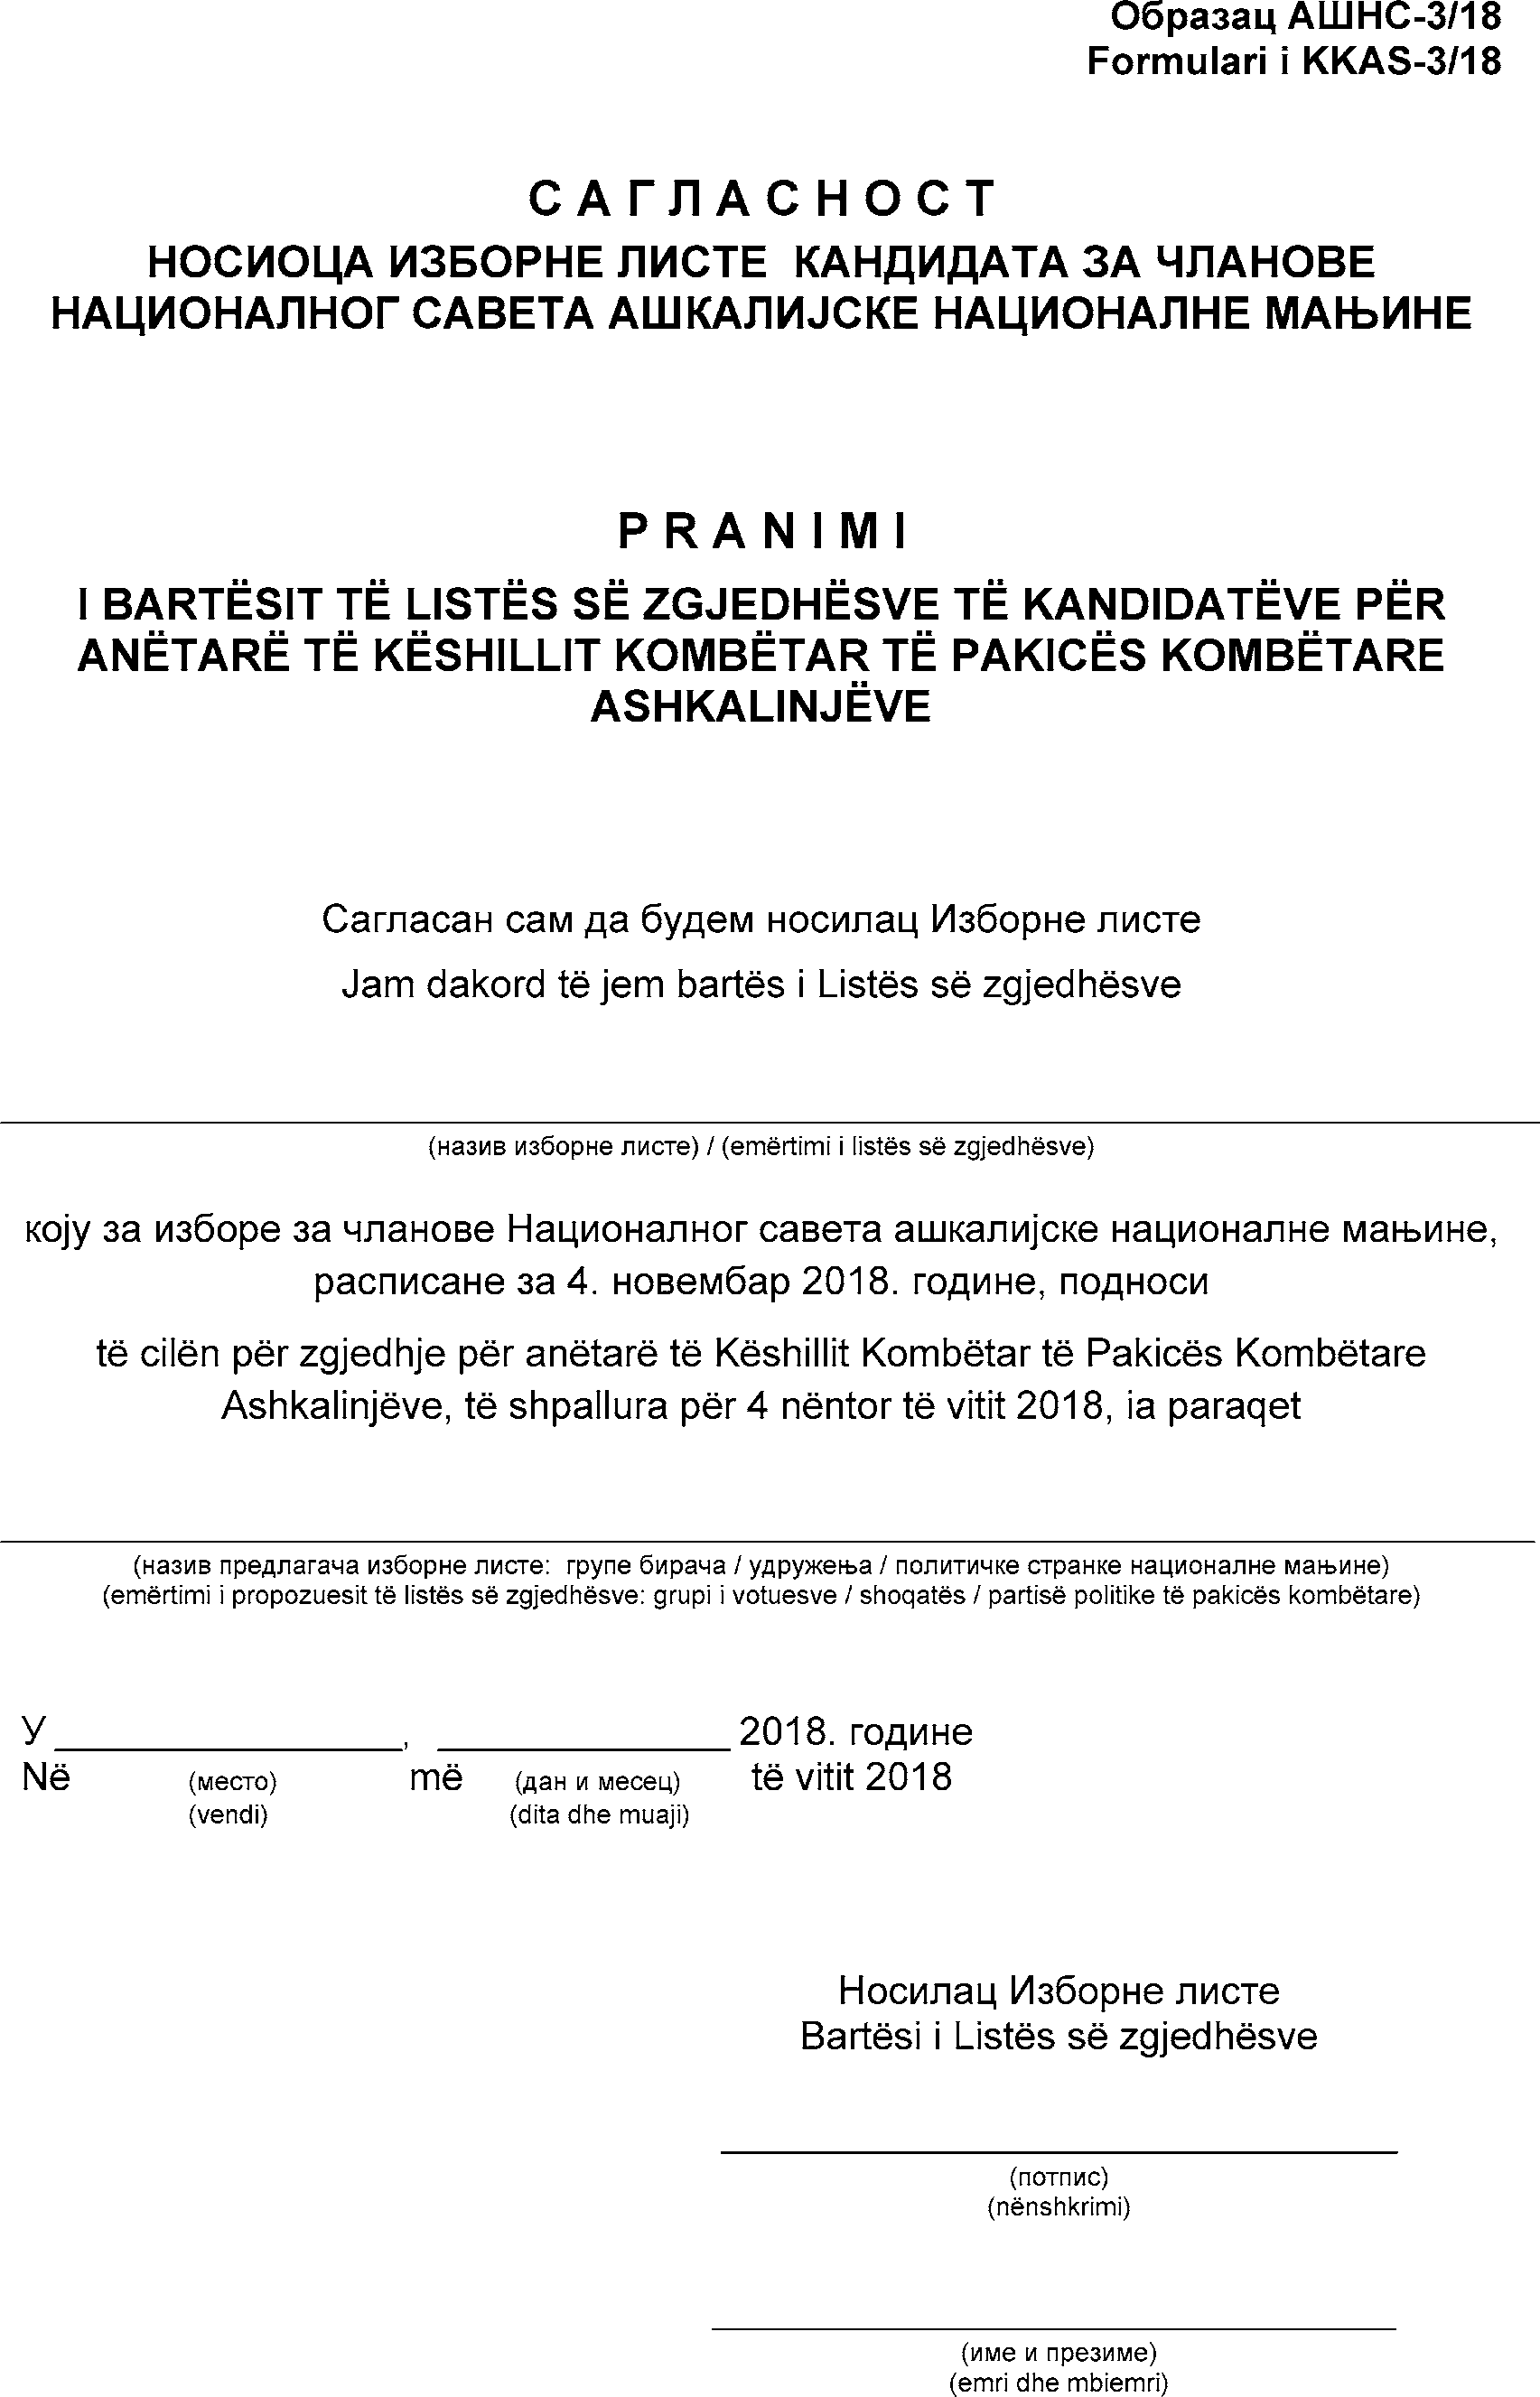 Образац АШНС-3/18
Formulari i KKAS-3/18
С А Г Л А С Н О С Т
НОСИОЦА ИЗБОРНЕ ЛИСТЕ КАНДИДАТА ЗА ЧЛАНОВЕ
НАЦИОНАЛНОГ САВЕТА АШКАЛИЈСКЕ НАЦИОНАЛНЕ МАЊИНЕ
P R A N I M I
I BARTËSIT TË LISTËS SË ZGJEDHËSVE TË KANDIDATËVE PËR
ANËTARË TË KËSHILLIT KOMBËTAR TË PAKICËS KOMBËTARE
ASHKALINJËVE
Сагласан сам да будем носилац Изборне листе
Jam dakord të jem bartës i Listës së zgjedhësve
(назив изборне листе) / (emërtimi i listës së zgjedhësve)
коју за изборе за чланове Националног савета ашкалијске националне мањине,
расписане за 4. новембар 2018. године, подноси
të cilën për zgjedhje për anëtarë të Këshillit Kombëtar të Pakicës Kombëtare
Ashkalinjëve, të shpallura për 4 nëntor të vitit 2018, ia paraqet
(назив предлагача изборне листе: групе бирача / удружења / политичке странке националне мањине)
(emërtimi i propozuesit të listës së zgjedhësve: grupi i votuesve / shoqatës / partisë politike të pakicës kombëtare)
У ________________, ______________ 2018. године
Në (место) më (дан и месец) të vitit 2018
(vendi) (dita dhe muaji)
Носилац Изборне листе
Bartësi i Listës së zgjedhësve
(потпис)
(nënshkrimi)
(име и презиме)
(emri dhe mbiemri)